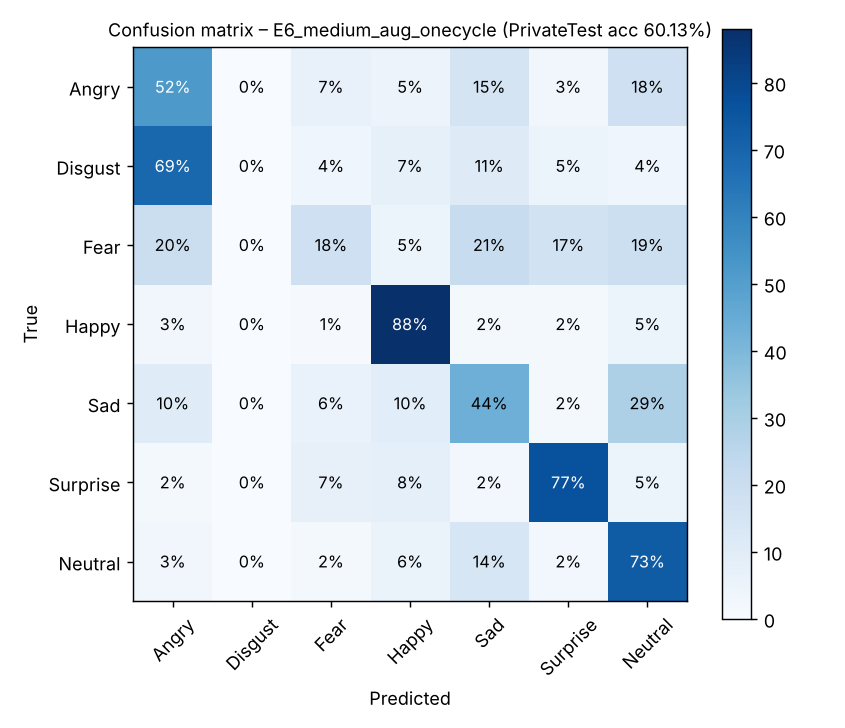 Confusion matrix – E6_medium_aug_onecycle (PrivateTest acc 60.13%)
Angry 52% 0% 7% 5% 15% 3% 18%
Disgust 69% 0% 4% 7% 11% 5% 4%
Fear 20% 0% 18% 5% 21% 17% 19%
Happy 3% 0% 1% 88% 2% 2% 5%
Sad 10% 0% 6% 10% 44% 2% 29%
Surprise 2% 0% 7% 8% 2% 77% 5%
Neutral 3% 0% 2% 6% 14% 2% 73%
True
Angry Disgust Fear Happy Sad Surprise Neutral
Predicted
80
70
60
50
40
30
20
10
0